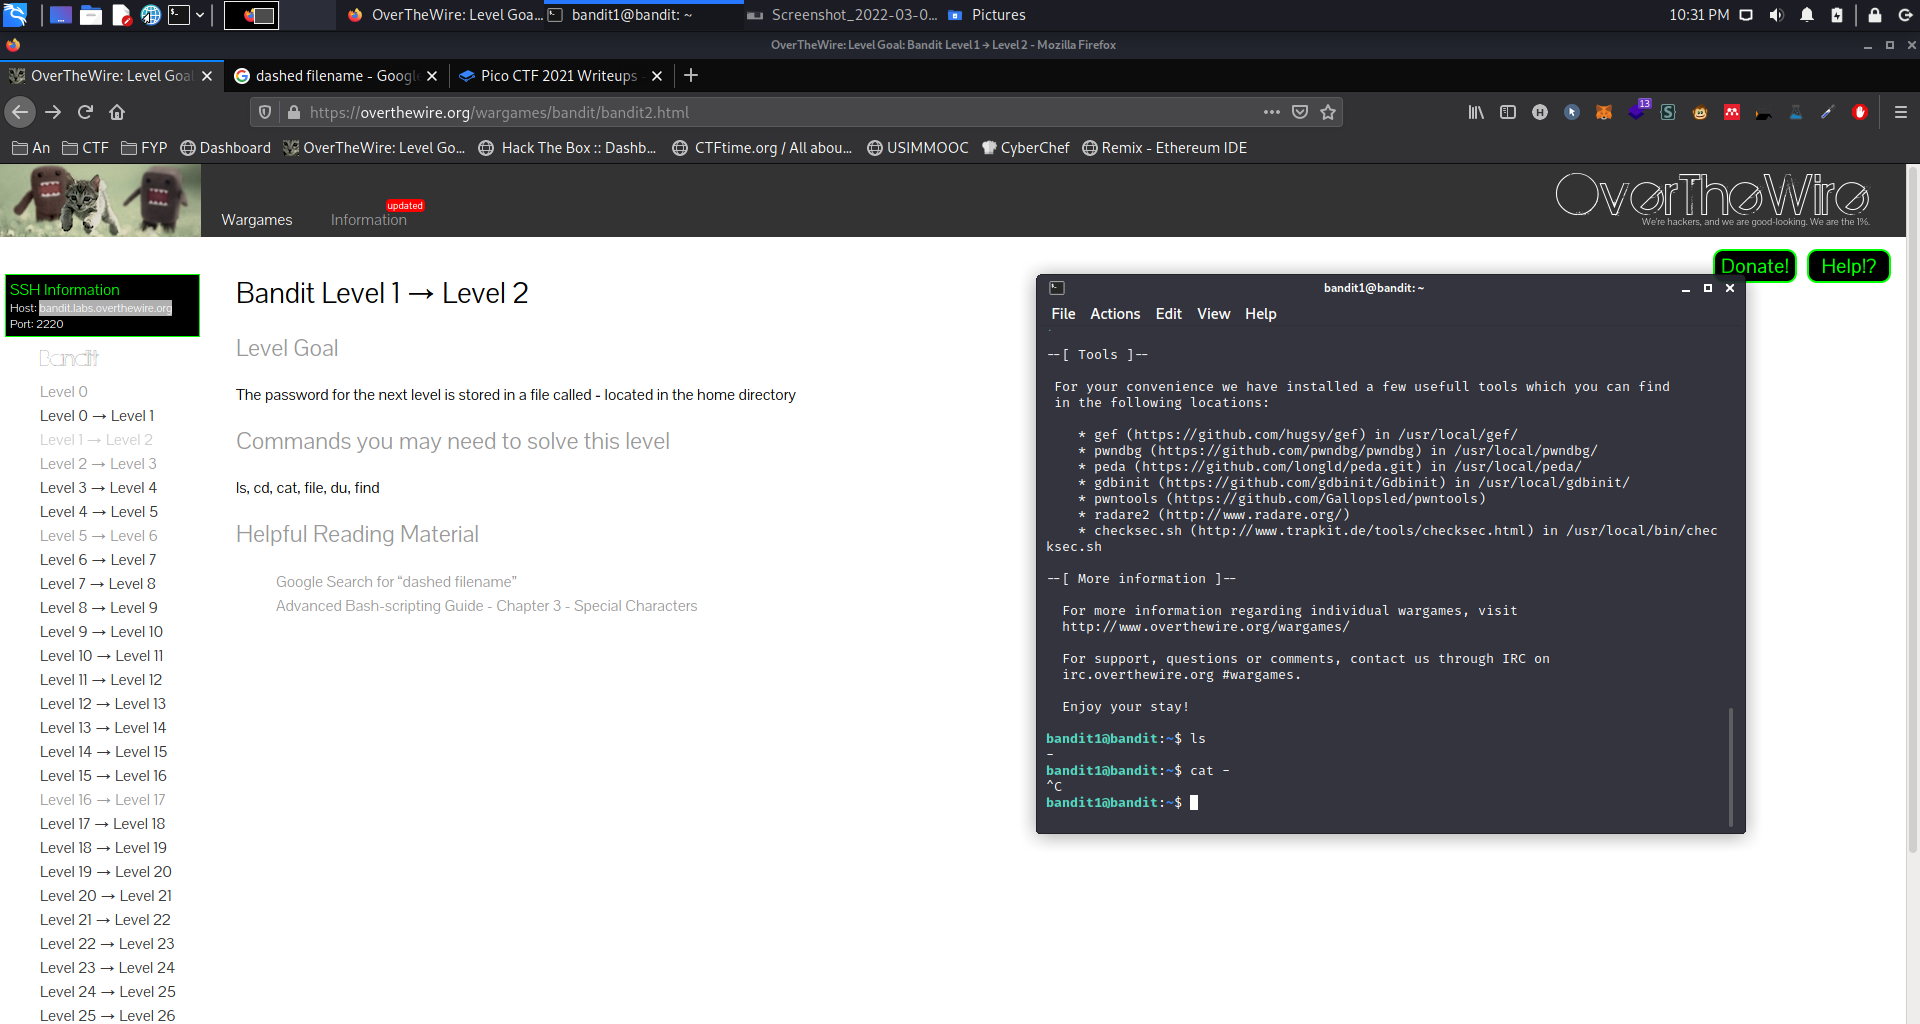 OverTheWire: Level Goa...
bandit1@bandit: ~
Screenshot_2022-03-0...
Pictures
10:31 PM
OverTheWire: Level Goal: Bandit Level 1 → Level 2 - Mozilla Firefox
OverTheWire: Level Goal
dashed filename - Google
Pico CTF 2021 Writeups
https://overthewire.org/wargames/bandit/bandit2.html
13
An
CTF
FYP
Dashboard
OverTheWire: Level Go...
Hack The Box :: Dashb...
CTFtime.org / All abou...
USIMMOOC
CyberChef
Remix - Ethereum IDE
Wargames
Information
updated
OverTheWire
We're hackers, and we are good-looking. We are the 1%.
Donate!
Help!?
SSH Information
Host: bandit.labs.overthewire.org
Port: 2220
Bandit
Level 0
Level 0 → Level 1
Level 1 → Level 2
Level 2 → Level 3
Level 3 → Level 4
Level 4 → Level 5
Level 5 → Level 6
Level 6 → Level 7
Level 7 → Level 8
Level 8 → Level 9
Level 9 → Level 10
Level 10 → Level 11
Level 11 → Level 12
Level 12 → Level 13
Level 13 → Level 14
Level 14 → Level 15
Level 15 → Level 16
Level 16 → Level 17
Level 17 → Level 18
Level 18 → Level 19
Level 19 → Level 20
Level 20 → Level 21
Level 21 → Level 22
Level 22 → Level 23
Level 23 → Level 24
Level 24 → Level 25
Level 25 → Level 26
Bandit Level 1 → Level 2
Level Goal
The password for the next level is stored in a file called - located in the home directory
Commands you may need to solve this level
ls, cd, cat, file, du, find
Helpful Reading Material
Google Search for “dashed filename”
Advanced Bash-scripting Guide - Chapter 3 - Special Characters
bandit1@bandit: ~
File Actions Edit View Help
--[ Tools ]--
For your convenience we have installed a few usefull tools which you can find
in the following locations:
* gef (https://github.com/hugsy/gef) in /usr/local/gef/
* pwndbg (https://github.com/pwndbg/pwndbg) in /usr/local/pwndbg/
* peda (https://github.com/longld/peda.git) in /usr/local/peda/
* gdbinit (https://github.com/gdbinit/Gdbinit) in /usr/local/gdbinit/
* pwntools (https://github.com/Gallopsled/pwntools)
* radare2 (http://www.radare.org/)
* checksec.sh (http://www.trapkit.de/tools/checksec.html) in /usr/local/bin/chec
ksec.sh
--[ More information ]--
For more information regarding individual wargames, visit
http://www.overthewire.org/wargames/
For support, questions or comments, contact us through IRC on
irc.overthewire.org #wargames.
Enjoy your stay!
bandit1@bandit:~$ ls
-
bandit1@bandit:~$ cat -
^C
bandit1@bandit:~$